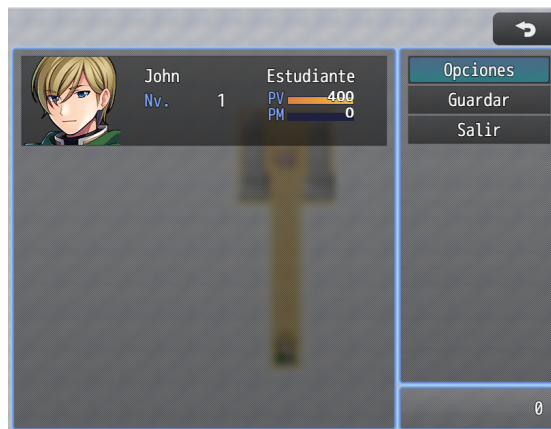 John Estudiante
Nv. 1 PV 400
PM 0
Opciones
Guardar
Salir
0